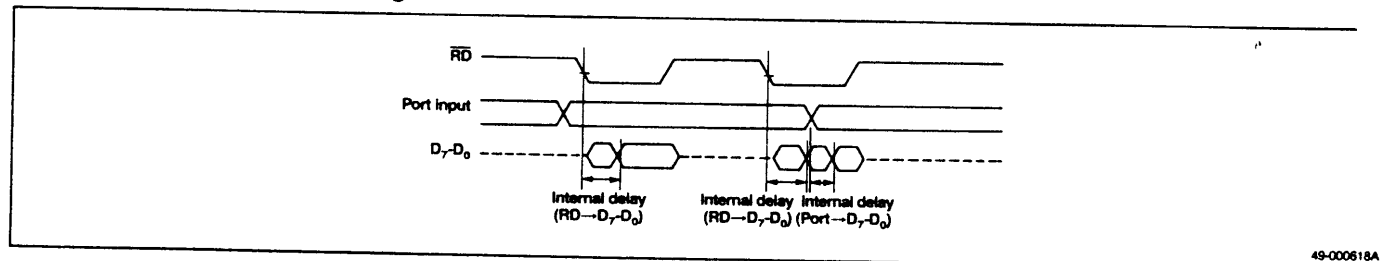 RD
Port input
D7-D0
Internal delay Internal delay Internal delay
(RD→D7-D0) (RD→D7-D0) (Port→D7-D0)
49-000618A